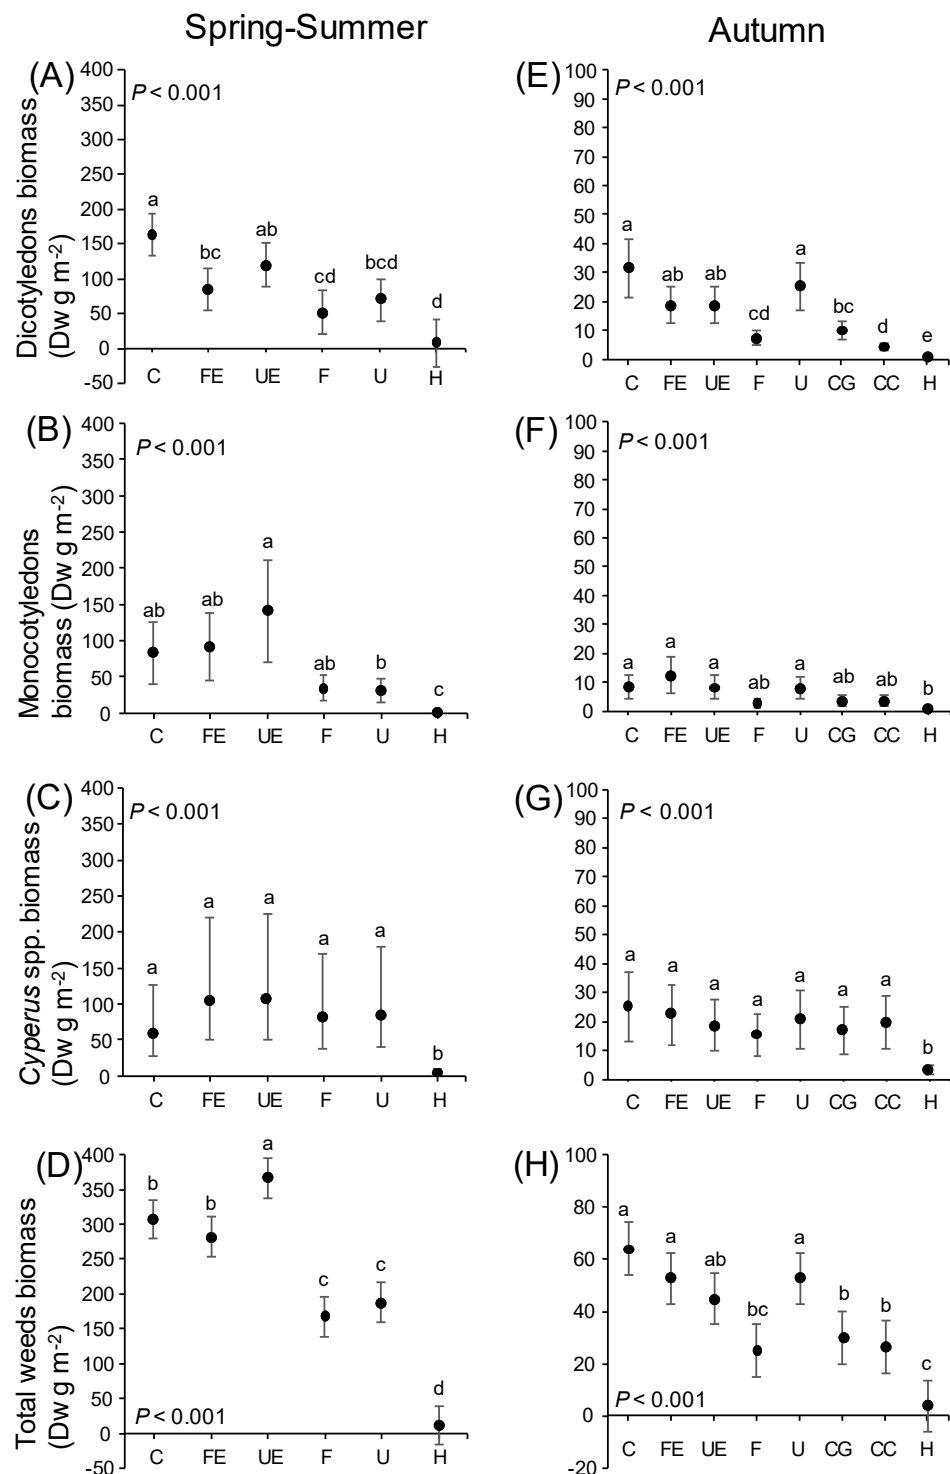 Spring-Summer
Autumn
(A)
400
350
300
250
200
150
100
50
0
-50
Dicotyledons biomass
(Dw g m-2)
P < 0.001
a
bc
ab
cd
bcd
d
C FE UE F U H
(E)
100
90
80
70
60
50
40
30
20
10
0
P < 0.001
a
ab
ab
cd
a
bc
d
e
C FE UE F U CG CC H
(B)
400
350
300
250
200
150
100
50
0
Monocotyledons
biomass (Dw g m-2)
P < 0.001
ab
ab
a
ab
b
c
C FE UE F U H
(F)
100
90
80
70
60
50
40
30
20
10
0
P < 0.001
a
a
a
ab
a
ab
ab
b
C FE UE F U CG CC H
(C)
400
350
300
250
200
150
100
50
0
Cyperus spp. biomass
(Dw g m-2)
P < 0.001
a
a
a
a
a
b
C FE UE F U H
(G)
100
90
80
70
60
50
40
30
20
10
0
P < 0.001
a
a
a
a
a
a
a
b
C FE UE F U CG CC H
(D)
400
350
300
250
200
150
100
50
0
-50
Total weeds biomass
(Dw g m-2)
P < 0.001
b
b
a
c
c
d
C FE UE F U H
(H)
100
80
60
40
20
0
-20
P < 0.001
a
a
ab
bc
a
b
b
c
C FE UE F U CG CC H